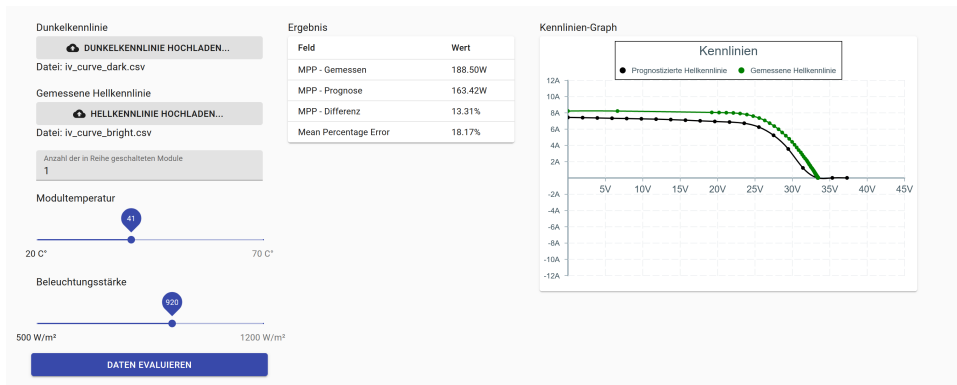 Dunkelkennlinie
DUNKELKENNLINIE HOCHLADEN...
Datei: iv_curve_dark.csv
Gemessene Hellkennlinie
HELLKENNLINIE HOCHLADEN...
Datei: iv_curve_bright.csv
Anzahl der in Reihe geschalteten Module
1
Modultemperatur
41
20 C° 70 C°
Beleuchtungsstärke
920
500 W/m² 1200 W/m²
DATEN EVALUIEREN
Ergebnis
Feld Wert
MPP - Gemessen 188.50W
MPP - Prognose 163.42W
MPP - Differenz 13.31%
Mean Percentage Error 18.17%
Kennlinien-Graph
Kennlinien
Prognostizierte Hellkennlinie Gemessene Hellkennlinie
12A
10A
8A
6A
4A
2A
5V 10V 15V 20V 25V 30V 35V 40V 45V
-2A
-4A
-6A
-8A
-10A
-12A